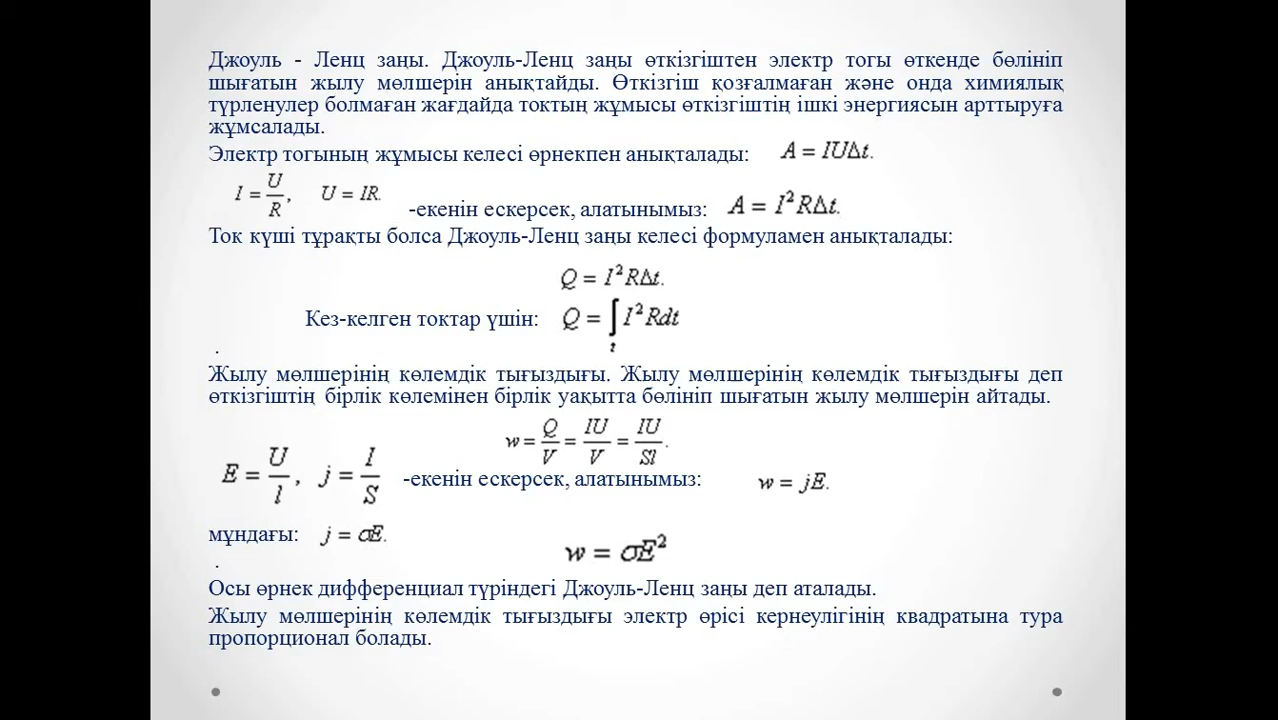 Джоуль - Ленц заңы. Джоуль-Ленц заңы өткізгіштен электр тогы өткенде бөлініп
шығатын жылу мөлшерін анықтайды. Өткізгіш қозғалмаған және онда химиялық
түрленулер болмаған жағдайда токтың жұмысы өткізгіштің ішкі энергиясын арттыруға
жұмсалады.
Электр тогының жұмысы келесі өрнекпен анықталады: A = IUΔt.
I = U/R, U = IR. -екенін ескерсек, алатынымыз: A = I²RΔt.
Ток күші тұрақты болса Джоуль-Ленц заңы келесі формуламен анықталады:
Q = I²RΔt.
Кез-келген токтар үшін: Q = ∫ₜ I²Rdt
.
Жылу мөлшерінің көлемдік тығыздығы. Жылу мөлшерінің көлемдік тығыздығы деп
өткізгіштің бірлік көлемінен бірлік уақытта бөлініп шығатын жылу мөлшерін айтады.
w = Q/V = IU/V = IU/Sl.
E = U/l, j = I/S -екенін ескерсек, алатынымыз: w = jE.
мұндағы: j = σE.
w = σE²
.
Осы өрнек дифференциал түріндегі Джоуль-Ленц заңы деп аталады.
Жылу мөлшерінің көлемдік тығыздығы электр өрісі кернеулігінің квадратына тура
пропорционал болады.